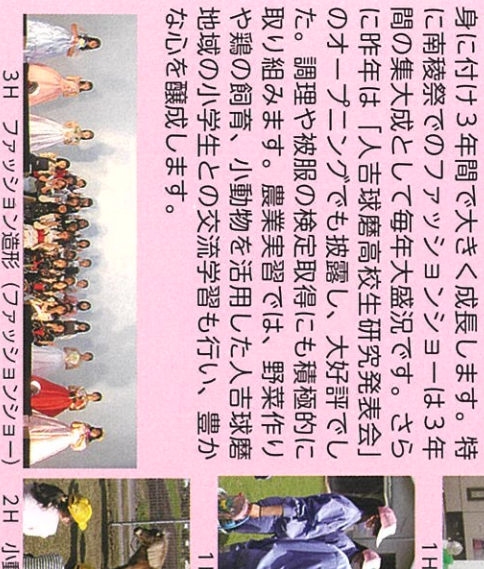 身に付け3年間で大きく成長します。特
に南稜祭でのファッションショーは3年
間の集大成として毎年大盛況です。さら
に昨年は「人吉球磨高校生研究発表会」
のオープニングでも披露し、大好評でし
た。調理や被服の検定取得にも積極的に
取り組みます。農業実習では、野菜作り
や鶏の飼育、小動物を活用した人吉球磨
地域の小学生との交流学習も行い、豊か
な心を醸成します。
3H ファッション造形（ファッションショー）
2H 小動
1H
1